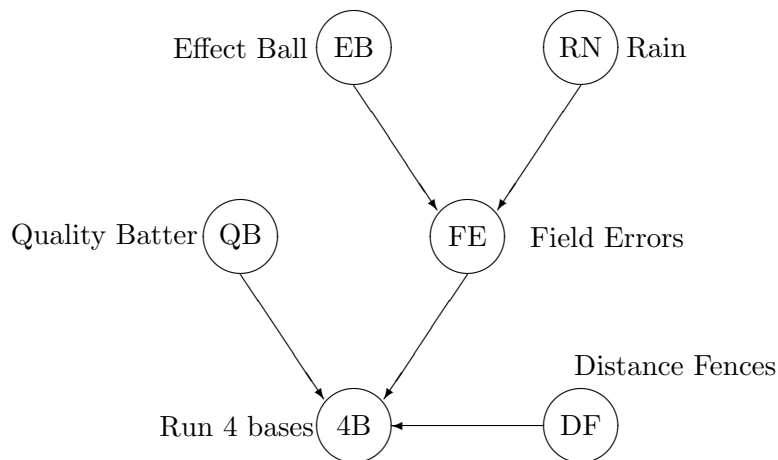 Effect Ball EB RN Rain
Quality Batter QB FE Field Errors
Distance Fences
Run 4 bases 4B DF